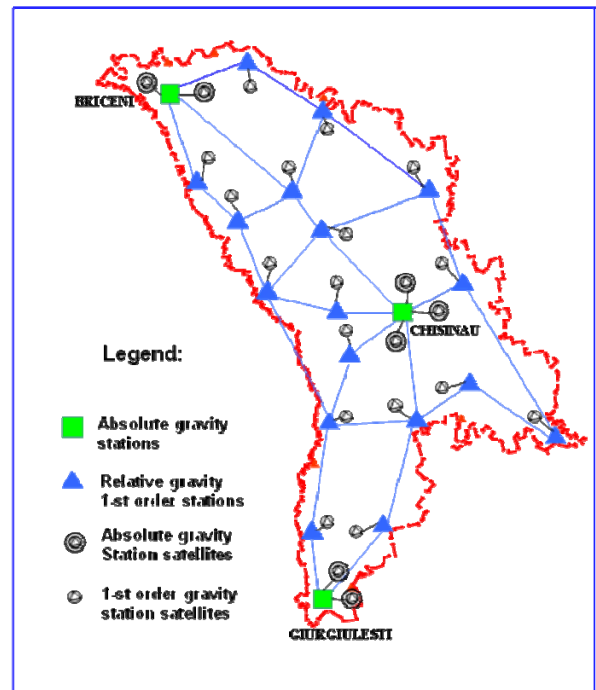 BRICENI
CHISINAU
Legend:
Absolute gravity
stations
Relative gravity
1-st order stations
Absolute gravity
Station satellites
1-st order gravity
station satellites
GIURGIULESTI